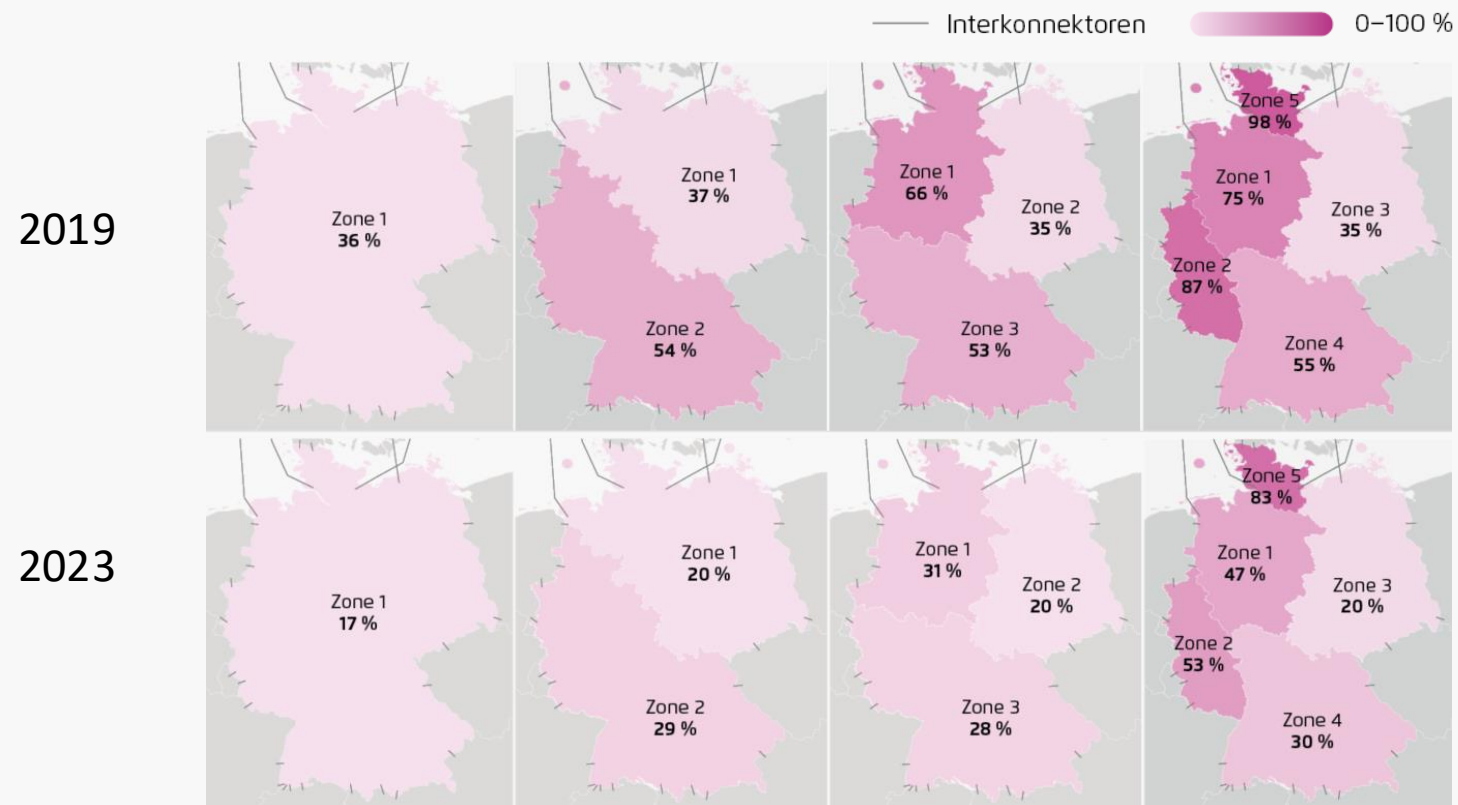 Interkonnektoren
0–100 %
2019
Zone 1
36 %
Zone 1
37 %
Zone 2
54 %
Zone 1
66 %
Zone 2
35 %
Zone 3
53 %
Zone 5
98 %
Zone 1
75 %
Zone 3
35 %
Zone 2
87 %
Zone 4
55 %
2023
Zone 1
17 %
Zone 1
20 %
Zone 2
29 %
Zone 1
31 %
Zone 2
20 %
Zone 3
28 %
Zone 5
83 %
Zone 1
47 %
Zone 3
20 %
Zone 2
53 %
Zone 4
30 %